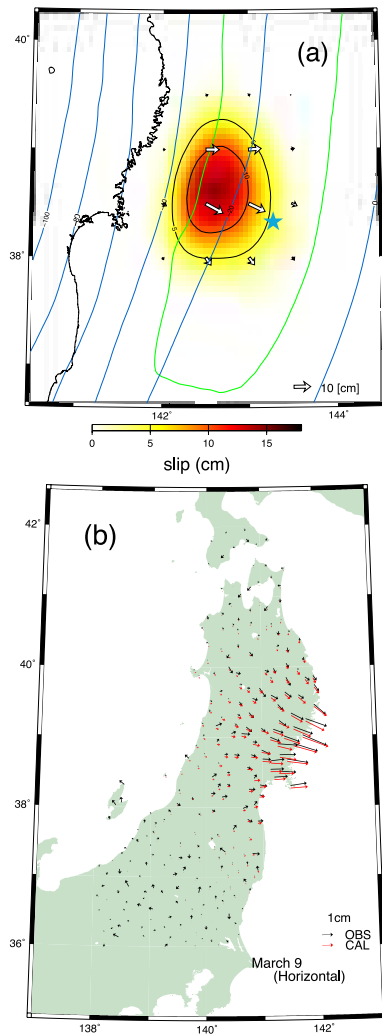 40˚
(a)
38˚
10 [cm]
142˚
144˚
0
5
10
15
slip (cm)
(b)
42˚
40˚
38˚
36˚
1cm
OBS
CAL
March 9
(Horizontal)
138˚
140˚
142˚